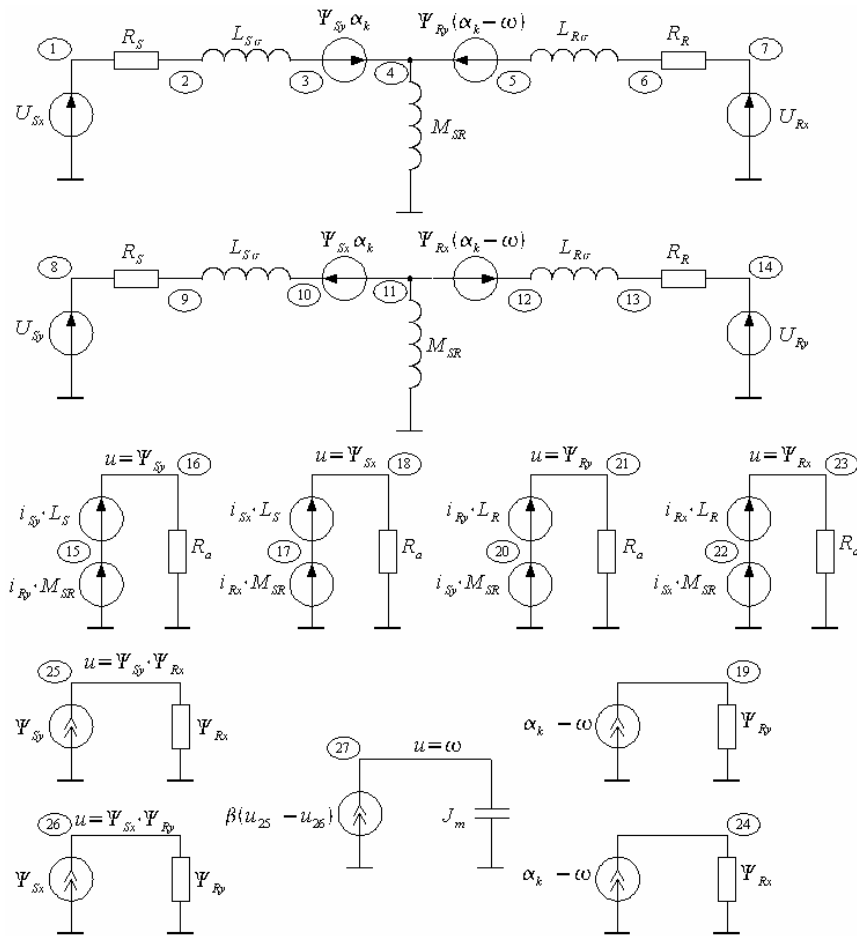 Ψ_Sy α_k   Ψ_Ry(α_k−ω)
1   R_S   L_Sσ   4   L_Rσ   R_R   7
2   3   5   6
U_Sx   M_SR   U_Rx
Ψ_Sx α_k   Ψ_Rx(α_k−ω)
8   R_S   L_Sσ   L_Rσ   R_R   14
9   10   11   12   13
U_Sy   M_SR   U_Ry
u=Ψ_Sy   16   u=Ψ_Sx   18   u=Ψ_Ry   21   u=Ψ_Rx   23
i_Sy·L_S   i_Sx·L_S   i_Ry·L_R   i_Rx·L_R
15   R_a   17   R_a   20   R_a   22   R_a
i_Ry·M_SR   i_Rx·M_SR   i_Sy·M_SR   i_Sx·M_SR
25   u=Ψ_Sy·Ψ_Rx   19
Ψ_Sy   Ψ_Rx   α_k −ω   Ψ_Ry
27   u=ω
26   u=Ψ_Sx·Ψ_Ry   β(u_25 −u_26)   J_m   24
Ψ_Sx   Ψ_Ry   α_k −ω   Ψ_Rx